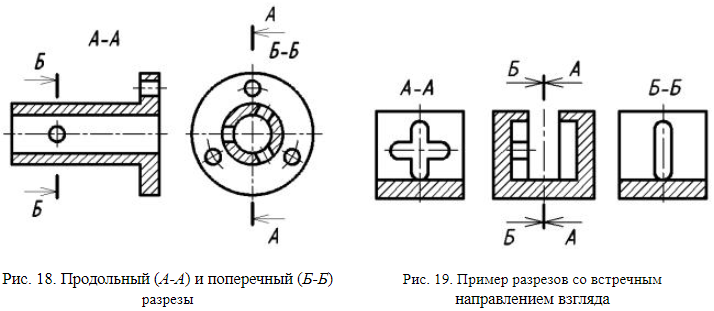 А
А-А
Б-Б
Б
Б
А
Б
А
А-А
Б-Б
Б
А
Рис. 18. Продольный (А-А) и поперечный (Б-Б)
разрезы
Рис. 19. Пример разрезов со встречным
направлением взгляда